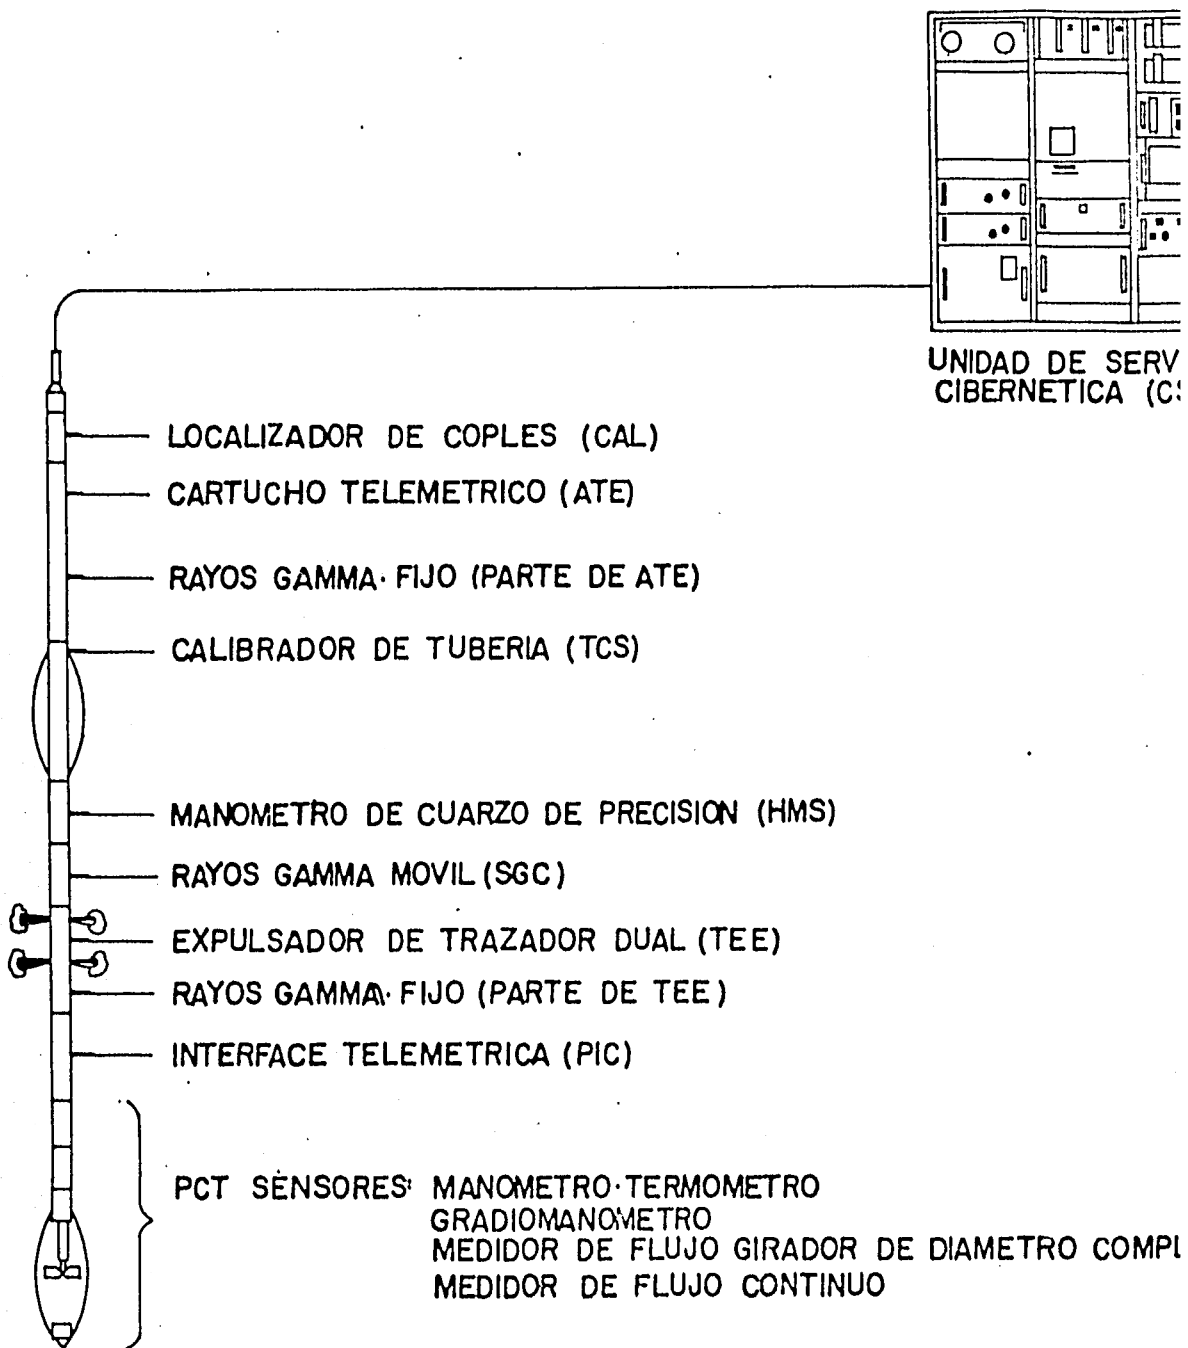 UNIDAD DE SERV
CIBERNETICA (CS
LOCALIZADOR DE COPLES (CAL)
CARTUCHO TELEMETRICO (ATE)
RAYOS GAMMA· FIJO (PARTE DE ATE)
CALIBRADOR DE TUBERIA (TCS)
MANOMETRO DE CUARZO DE PRECISION (HMS)
RAYOS GAMMA MOVIL (SGC)
EXPULSADOR DE TRAZADOR DUAL (TEE)
RAYOS GAMMA· FIJO (PARTE DE TEE)
INTERFACE TELEMETRICA (PIC)
PCT SENSORES: MANOMETRO·TERMOMETRO
GRADIOMANOMETRO
MEDIDOR DE FLUJO GIRADOR DE DIAMETRO COMPL
MEDIDOR DE FLUJO CONTINUO